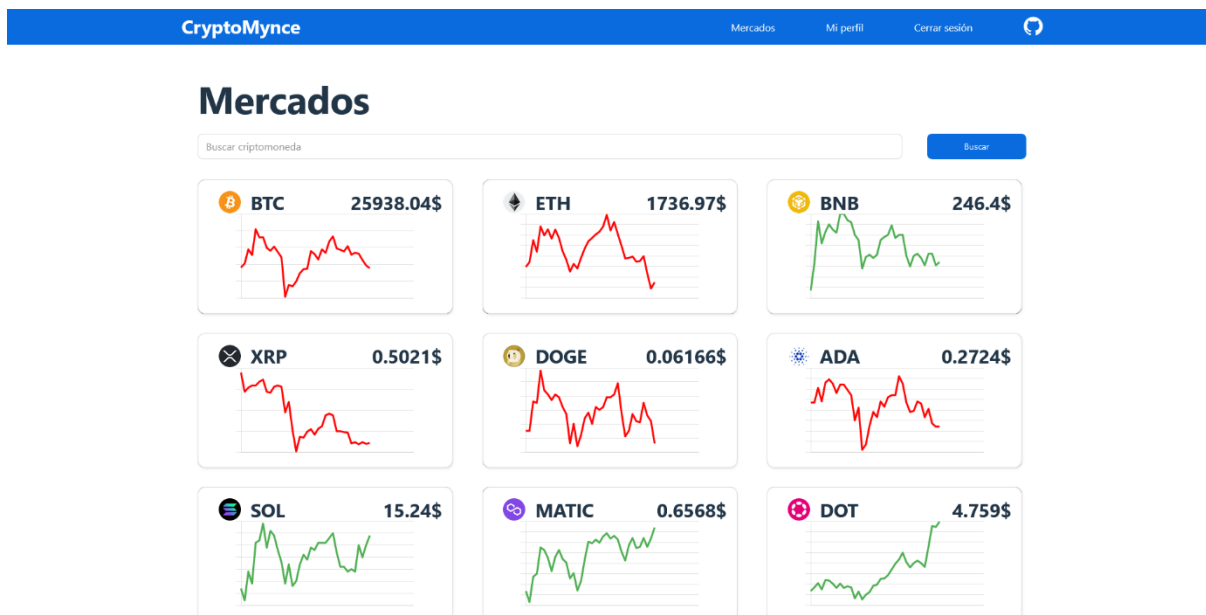 CryptoMynce Mercados Mi perfil Cerrar sesión
Mercados
Buscar criptomoneda Buscar
BTC 25938.04$ ETH 1736.97$ BNB 246.4$
XRP 0.5021$ DOGE 0.06166$ ADA 0.2724$
SOL 15.24$ MATIC 0.6568$ DOT 4.759$